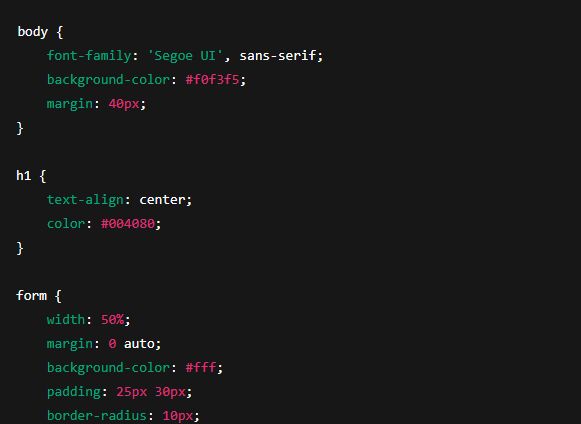 body {
    font-family: 'Segoe UI', sans-serif;
    background-color: #f0f3f5;
    margin: 40px;
}

h1 {
    text-align: center;
    color: #004080;
}

form {
    width: 50%;
    margin: 0 auto;
    background-color: #fff;
    padding: 25px 30px;
    border-radius: 10px;